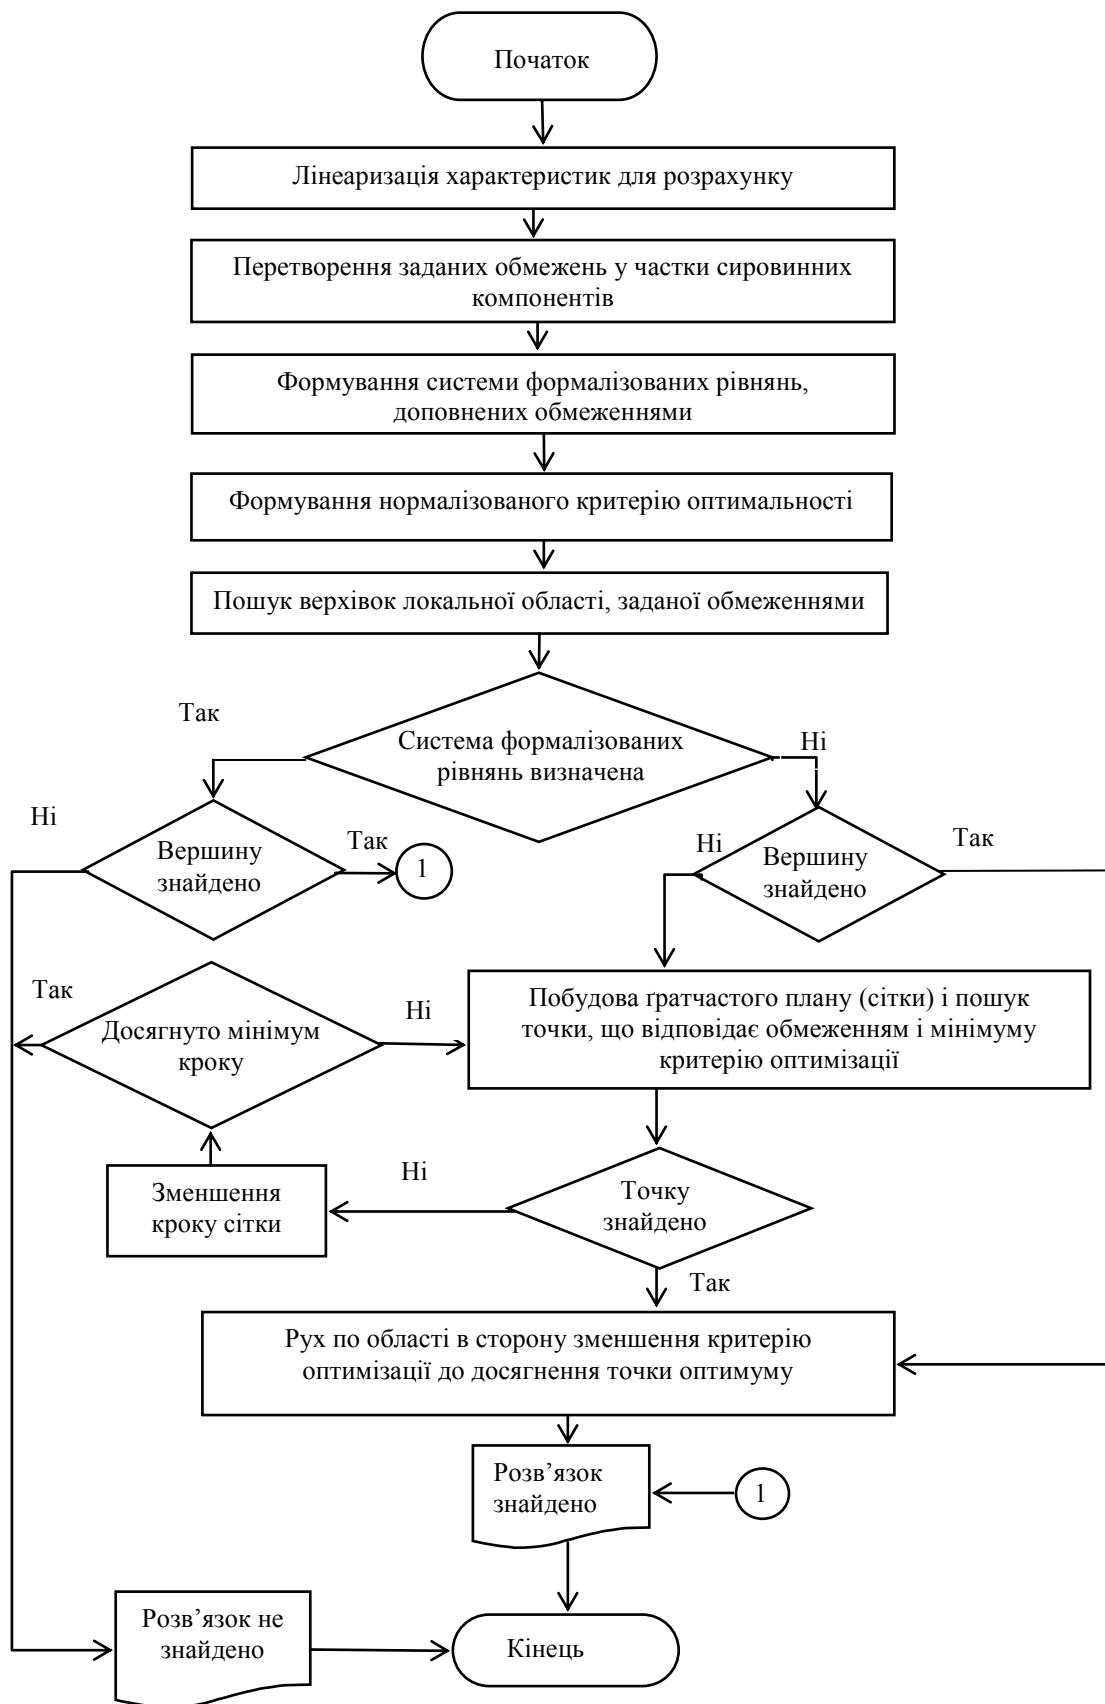 Початок
Лінеаризація характеристик для розрахунку
Перетворення заданих обмежень у частки сировинних
компонентів
Формування системи формалізованих рівнянь,
доповнених обмеженнями
Формування нормалізованого критерію оптимальності
Пошук верхівок локальної області, заданої обмеженнями
Так
Система формалізованих
рівнянь визначена
Ні
Ні
Вершину
знайдено
Так
1
Ні
Вершину
знайдено
Так
Так
Досягнуто мінімум
кроку
Ні
Побудова ґратчастого плану (сітки) і пошук
точки, що відповідає обмеженням і мінімуму
критерію оптимізації
Зменшення
кроку сітки
Ні
Точку
знайдено
Так
Рух по області в сторону зменшення критерію
оптимізації до досягнення точки оптимуму
Розв’язок
знайдено
1
Розв’язок не
знайдено
Кінець